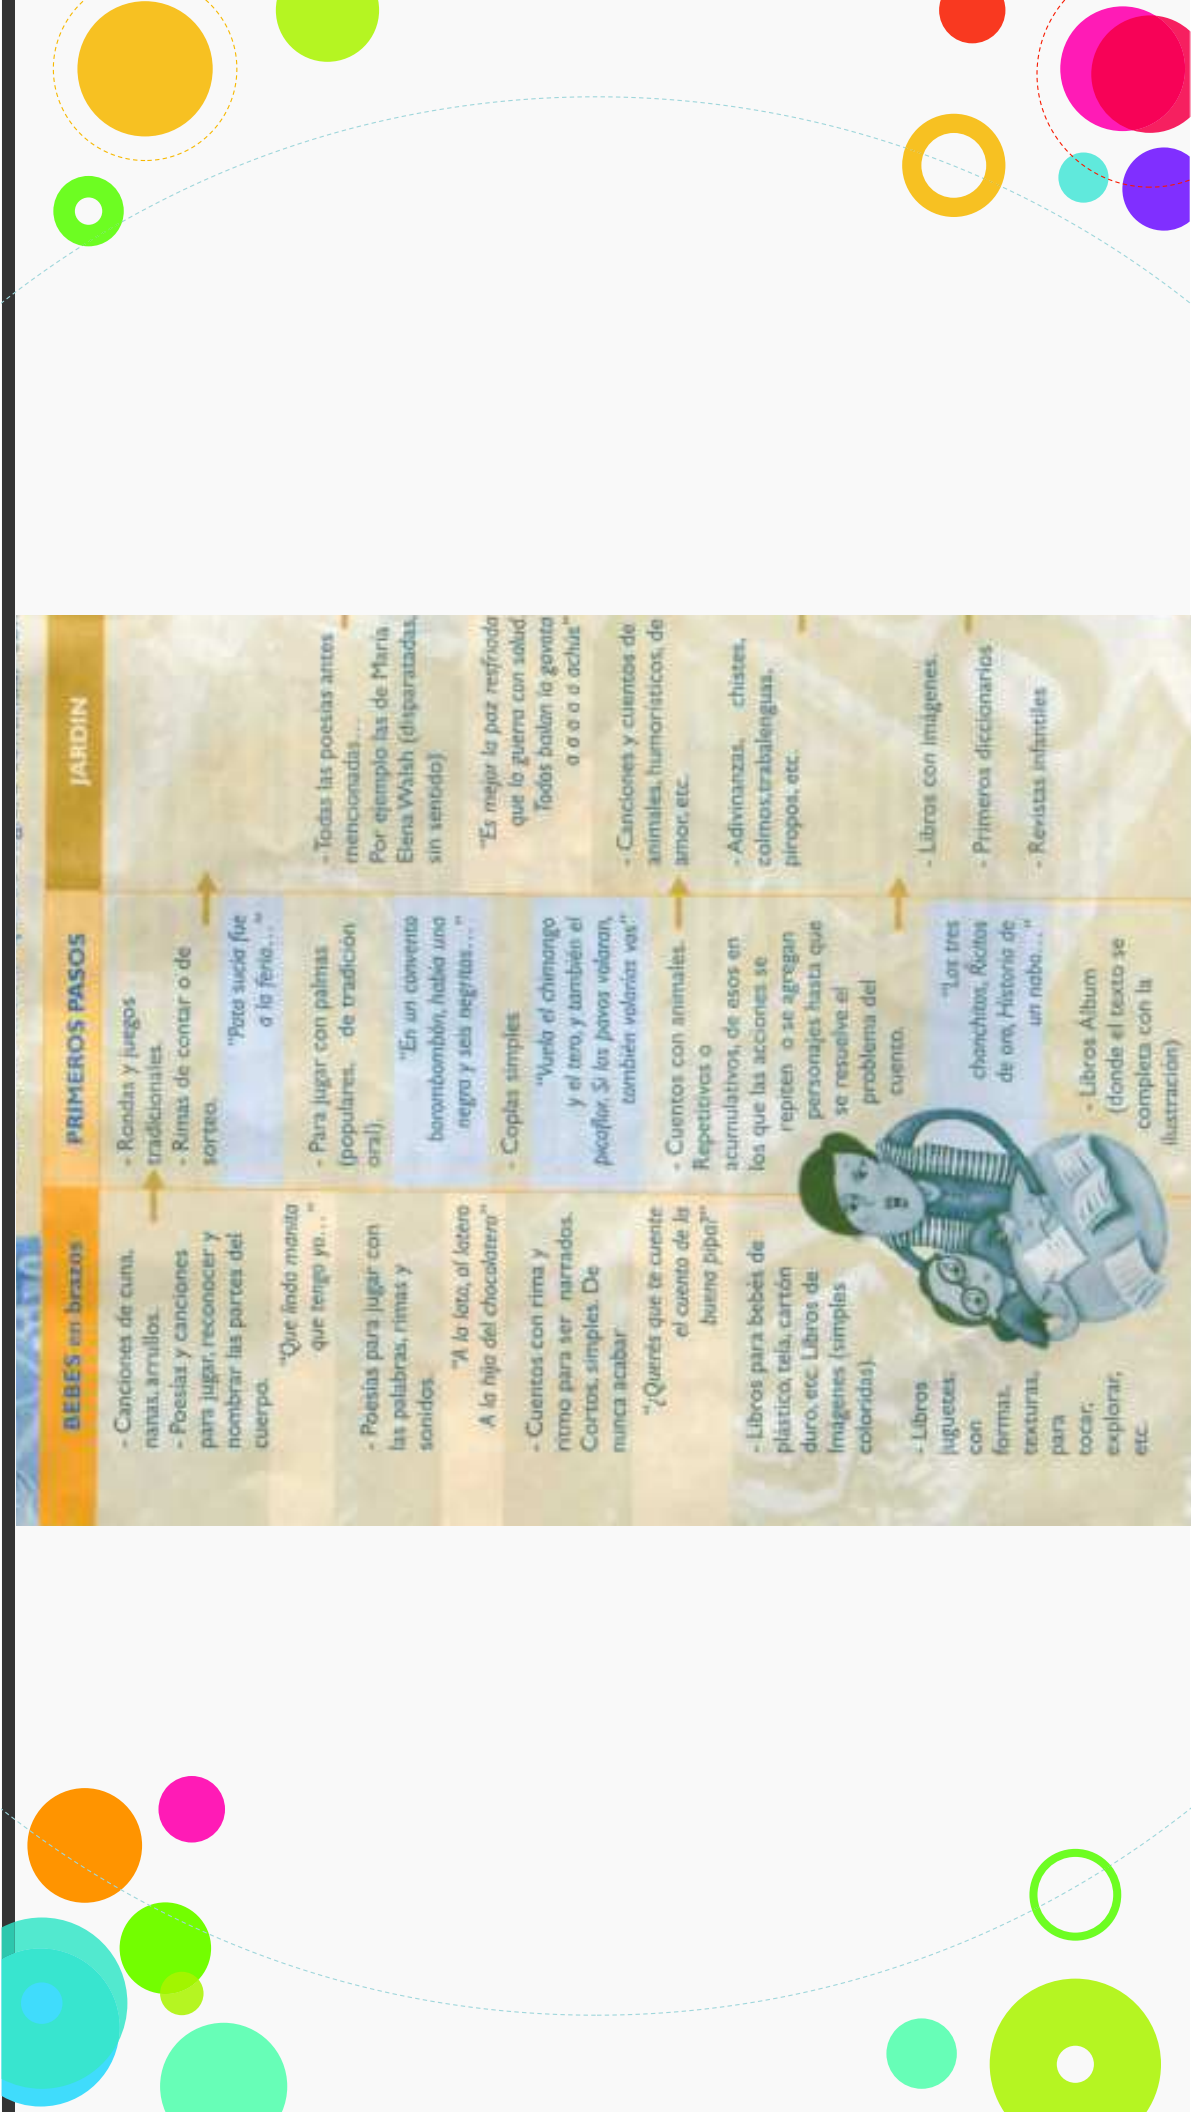 BEBES en brazos
- Canciones de cuna,
nanas, arrullos.
- Poesías y canciones
para jugar, reconocer y
nombrar las partes del
cuerpo.
"Que linda manito
que tengo yo..."
- Poesías para jugar con
las palabras, rimas y
sonidos.
"A la lata, al latero
A la hija del chocolatero"
- Cuentos con rima y
ritmo para ser narrados.
Cortos, simples. De
nunca acabar
"¿Querés que te cuente
el cuento de la
buena pipa?"
- Libros para bebés de
plástico, tela, cartón
duro, etc. Libros de
Imágenes (simples
coloridas).
- Libros
juguetes,
con
formas,
texturas,
para
tocar,
explorar,
etc.
PRIMEROS PASOS
- Rondas y juegos
tradicionales.
- Rimas de contar o de
sorteo.
"Pata sucia fue
a la feria..."
- Para jugar con palmas
(populares, de tradición
oral).
"En un convento
borombombón, había una
negra y seis negritas..."
- Coplas simples
"Vuela el chimango
y el tero, y también el
picaflor. Si los pavos volaran,
también volarías vos"
- Cuentos con animales.
Repetitivos o
acumulativos, de esos en
los que las acciones se
repiten o se agregan
personajes hasta que
se resuelve el
problema del
cuento.
"Los tres
chanchitos, Ricitos
de oro, Historia de
un nabo..."
- Libros Álbum
(donde el texto se
completa con la
ilustración)
JARDIN
- Todas las poesías antes
mencionadas...
Por ejemplo las de María
Elena Walsh (disparatadas,
sin sentido)
"Es mejor la paz resfriada
que la guerra con salud.
Todos bailan la gavota
a a a a a achús"
- Canciones y cuentos de
animales, humorísticos, de
amor, etc.
- Adivinanzas, chistes,
colmos, trabalenguas,
piropos, etc.
- Libros con imágenes.
- Primeros diccionarios
- Revistas infantiles